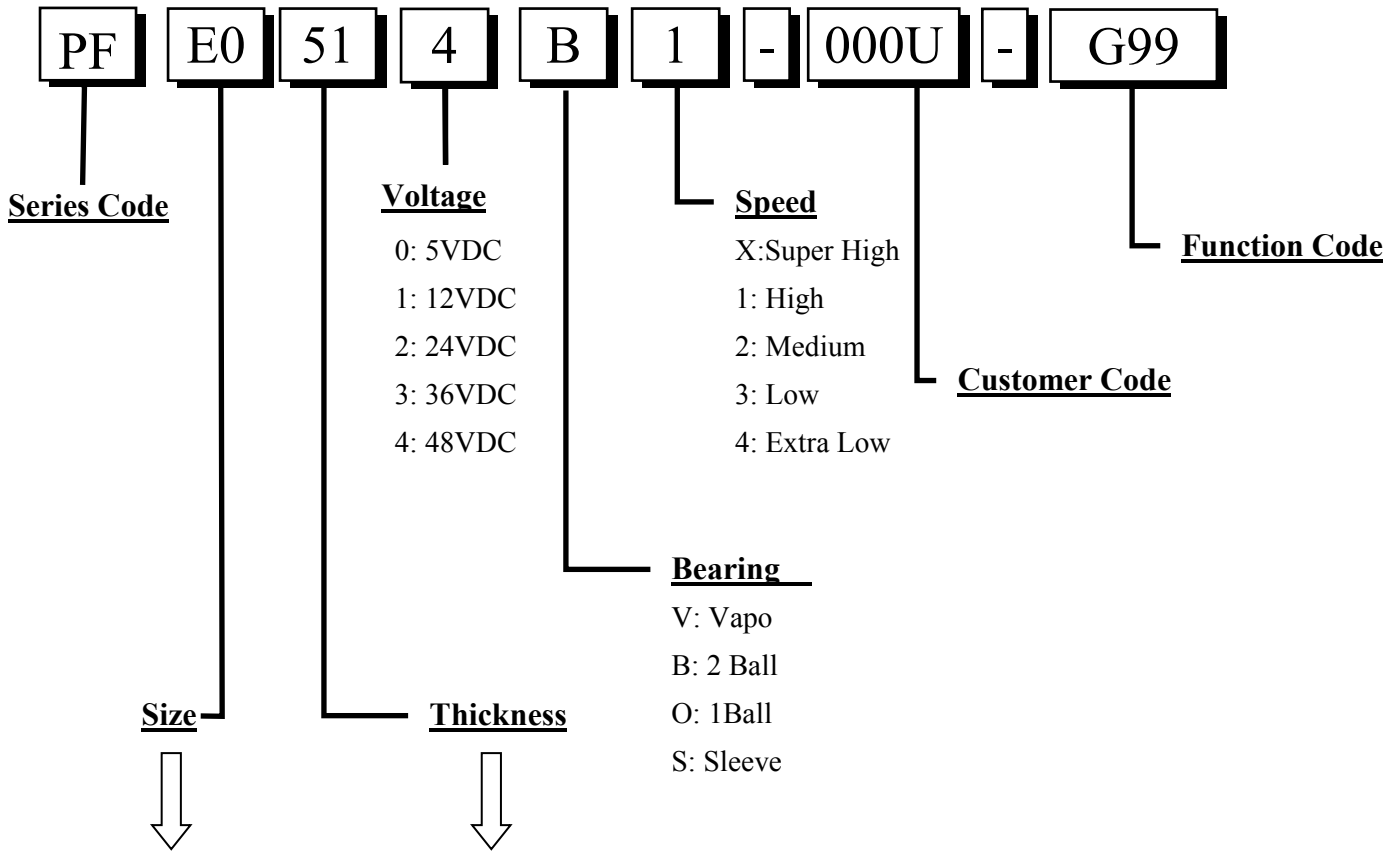 PF E0 51 4 B 1 - 000U - G99
Series Code
Voltage
0: 5VDC
1: 12VDC
2: 24VDC
3: 36VDC
4: 48VDC
Speed
X:Super High
1: High
2: Medium
3: Low
4: Extra Low
Function Code
Customer Code
Bearing
V: Vapo
B: 2 Ball
O: 1Ball
S: Sleeve
Size
Thickness